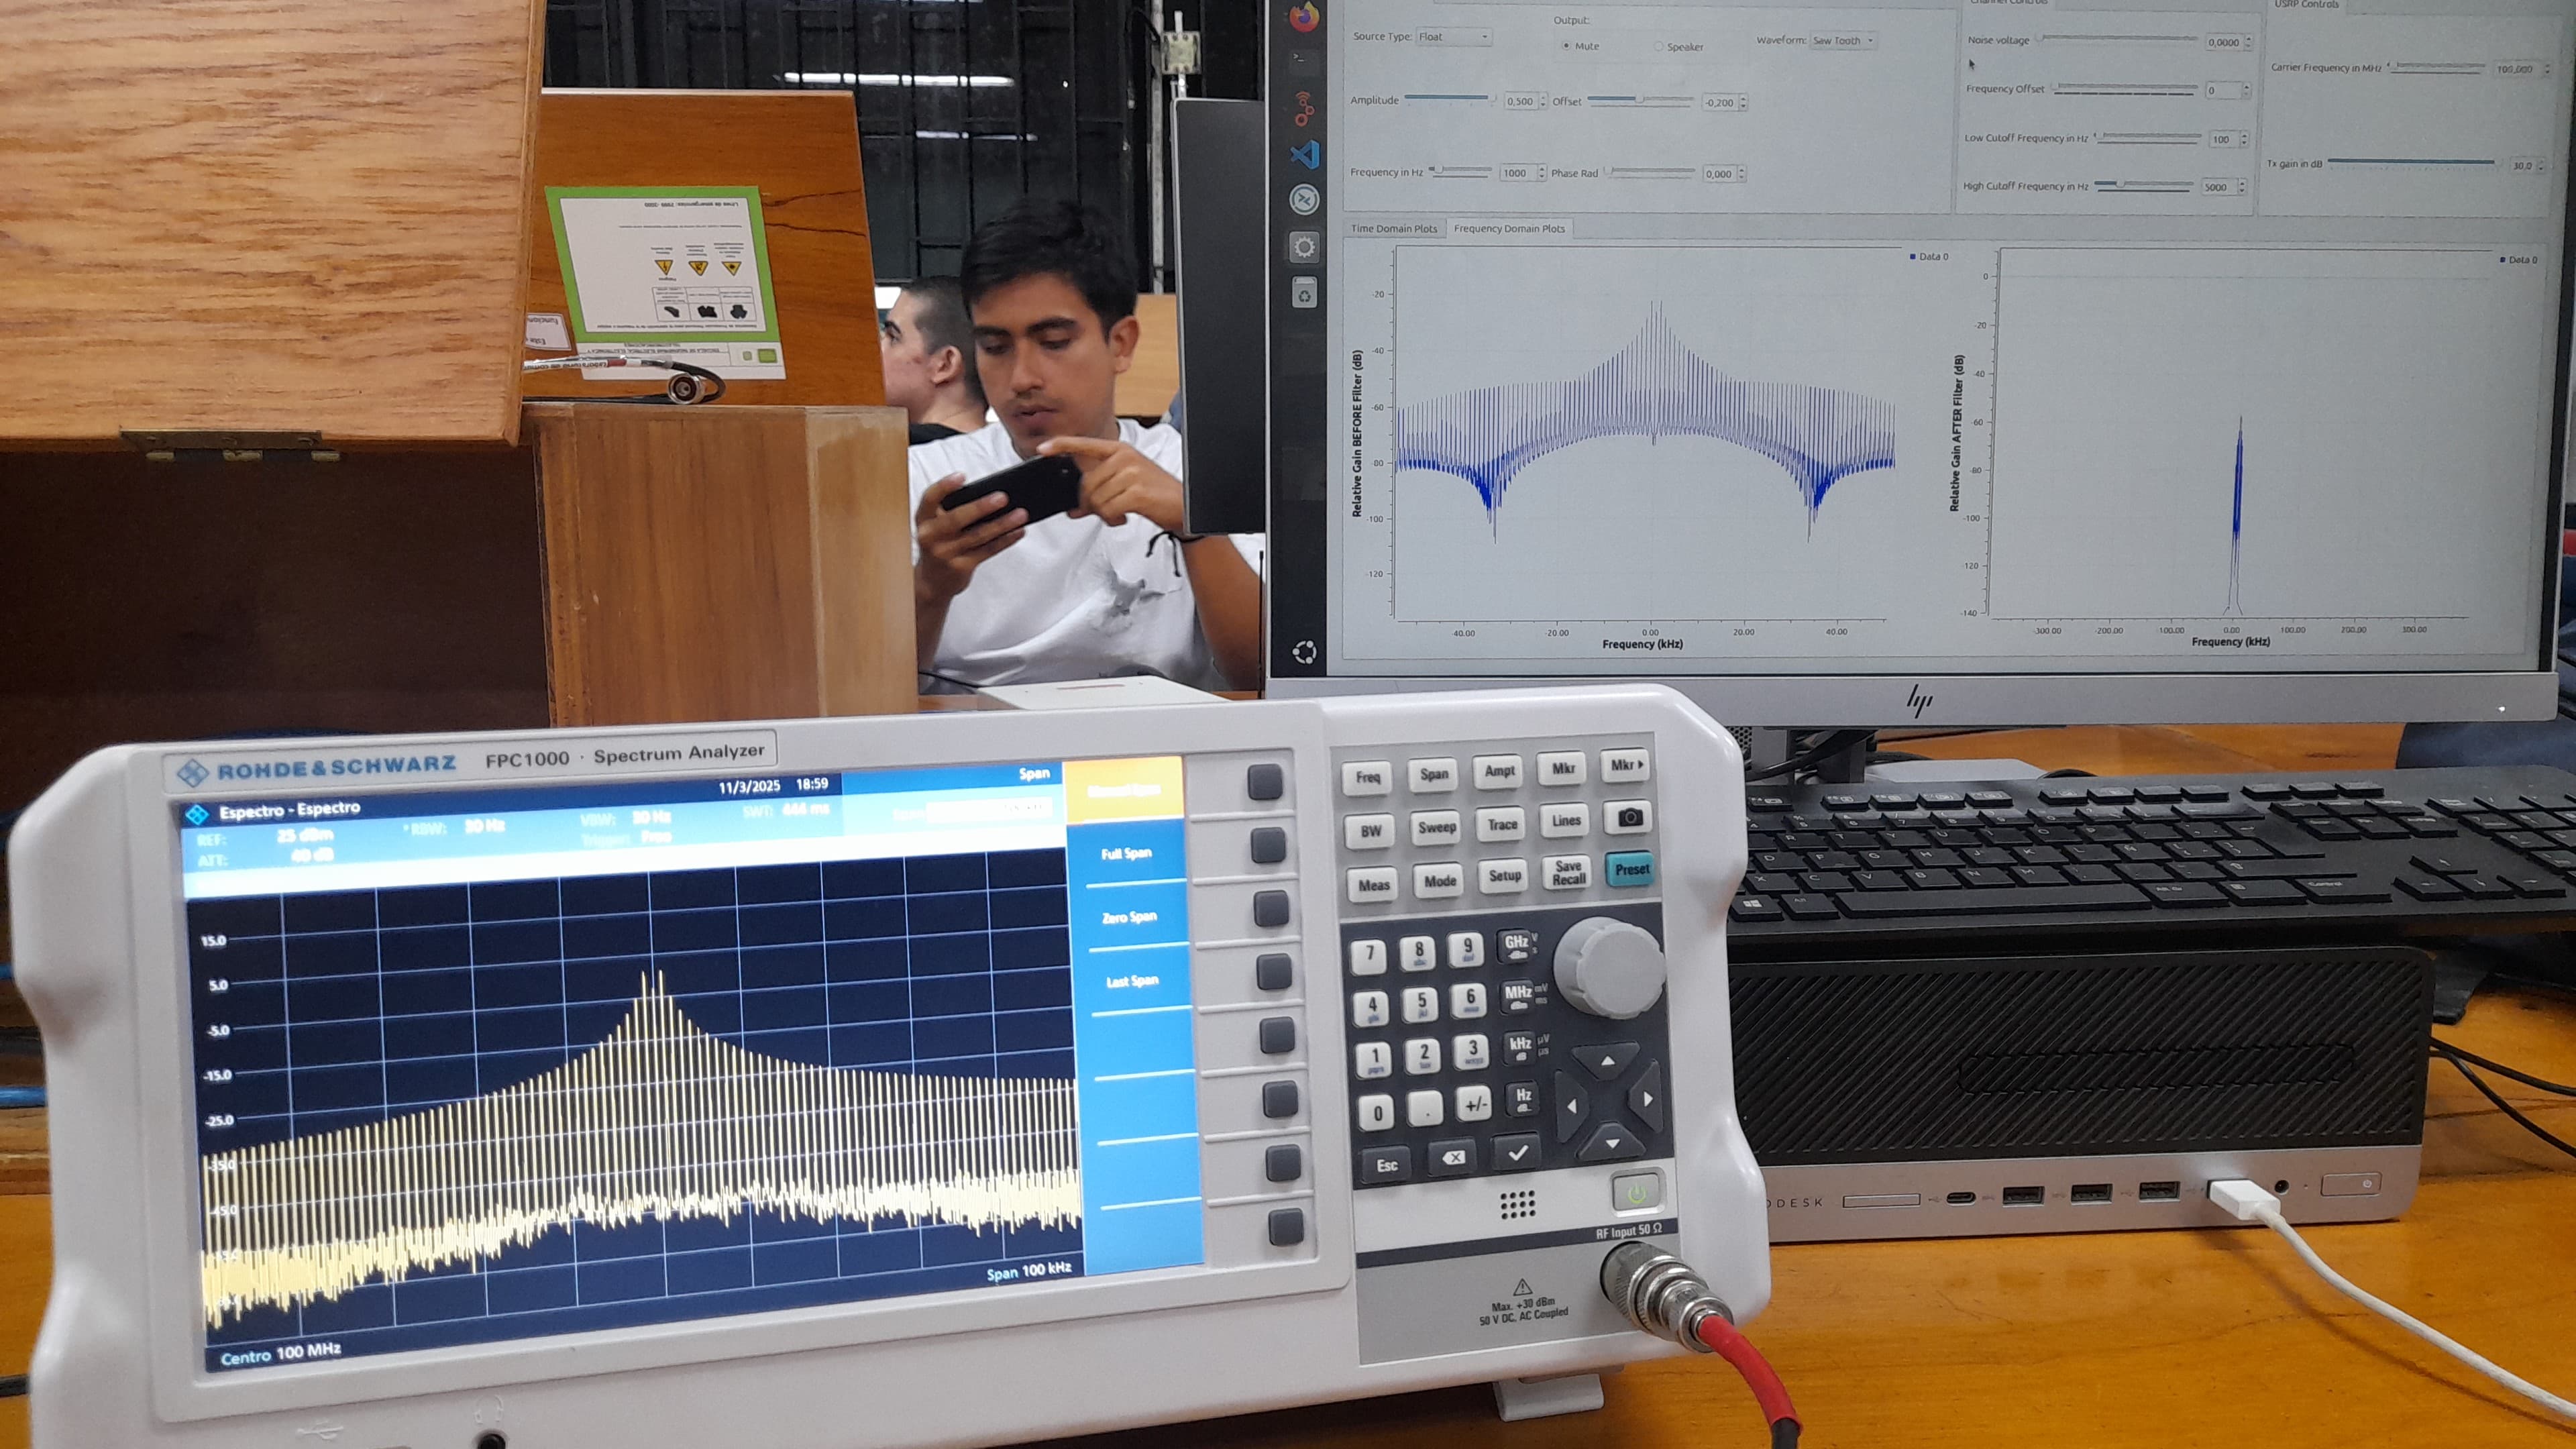 Source Type: Float
Output:
Mute
Speaker
Waveform: Saw Tooth
Amplitude
0,500
Offset
-0,200
Frequency in Hz
1000
Phase Rad
0,000
Noise voltage
0,0000
Frequency Offset
0
Low Cutoff Frequency in Hz
100
High Cutoff Frequency in Hz
5000
USRP Controls
Carrier Frequency in MHz
100,000
Tx gain in dB
30,0
Time Domain Plots
Frequency Domain Plots
Data 0
-20
-40
-60
-80
-100
-120
Relative Gain BEFORE Filter (dB)
40.00
-20.00
0.00
20.00
40.00
Frequency (kHz)
Data 0
0
-20
-40
60
-80
-100
120
-140
Relative Gain AFTER Filter (dB)
-300.00
-200.00
-100.00
0.00
100.00
200.00
300.00
Frequency (kHz)
hp
ROHDE&SCHWARZ FPC1000 · Spectrum Analyzer
11/3/2025 18:59
Span
Espectro - Espectro
REF: 25 dBm
RBW: 30 Hz
VBW: 30 Hz
SWT: 444 ms
ATT: 40 dB
Trigger: Free
Full Span
Zero Span
Last Span
15.0
5.0
-5.0
-15.0
-25.0
-35.0
-45.0
Span 100 kHz
Centro 100 MHz
Freq
Span
Ampt
Mkr
Mkr
BW
Sweep
Trace
Lines
Meas
Mode
Setup
Save Recall
Preset
7
8
9
GHz
4
5
6
MHz
1
2
3
kHz
0
.
+/-
Hz
Esc
RF Input 50 Ω
Max. +30 dBm
50 V DC, AC Coupled
DESK